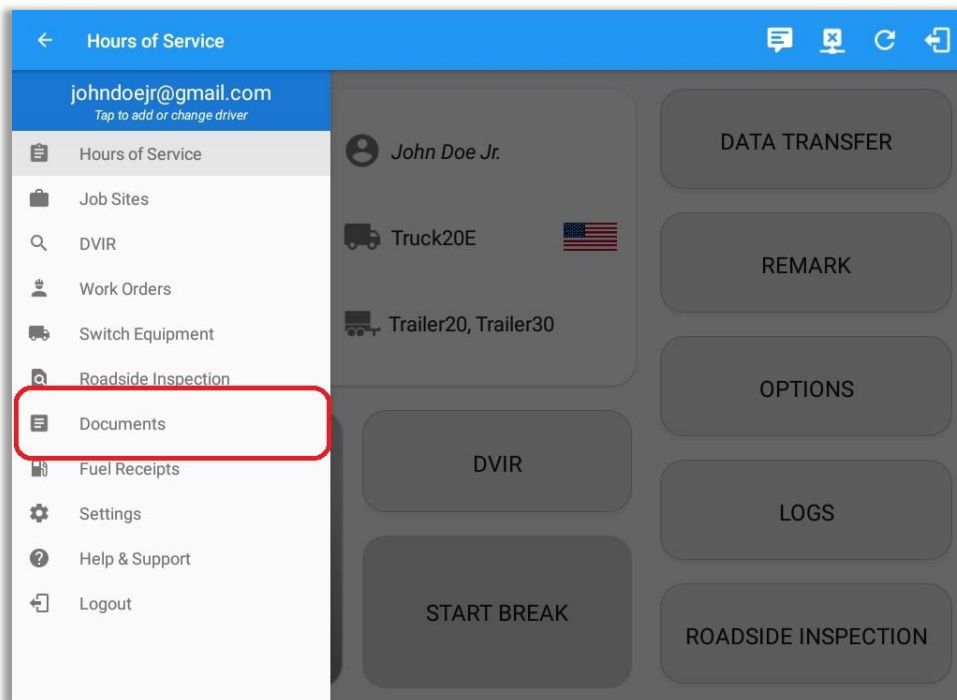 Hours of Service
johndoejr@gmail.com
Tap to add or change driver
Hours of Service
Job Sites
DVIR
Work Orders
Switch Equipment
Roadside Inspection
Documents
Fuel Receipts
Settings
Help & Support
Logout
John Doe Jr.
Truck20E
Trailer20, Trailer30
DVIR
START BREAK
DATA TRANSFER
REMARK
OPTIONS
LOGS
ROADSIDE INSPECTION